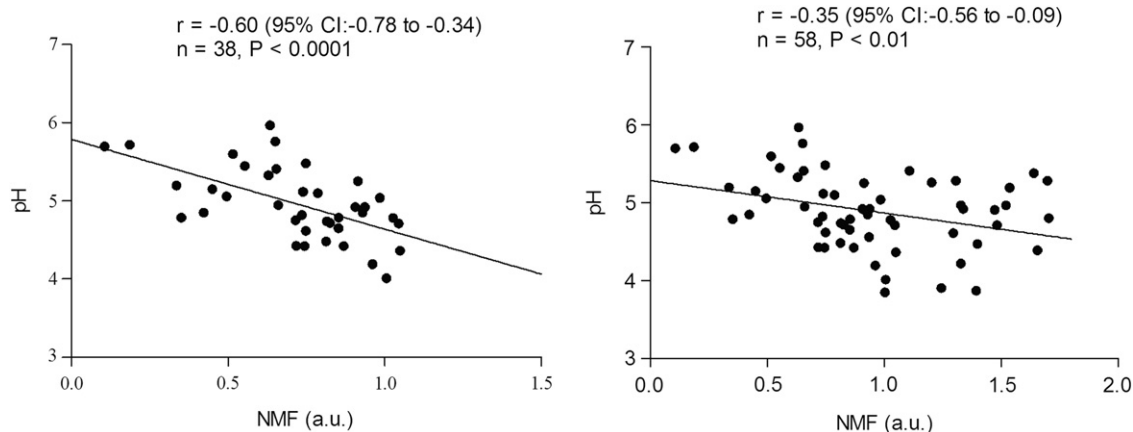 r = -0.60 (95% CI:-0.78 to -0.34)
n = 38, P < 0.0001
7
6
5
4
3
pH
0.0 0.5 1.0 1.5
NMF (a.u.)
r = -0.35 (95% CI:-0.56 to -0.09)
n = 58, P < 0.01
7
6
5
4
3
pH
0.0 0.5 1.0 1.5 2.0
NMF (a.u.)